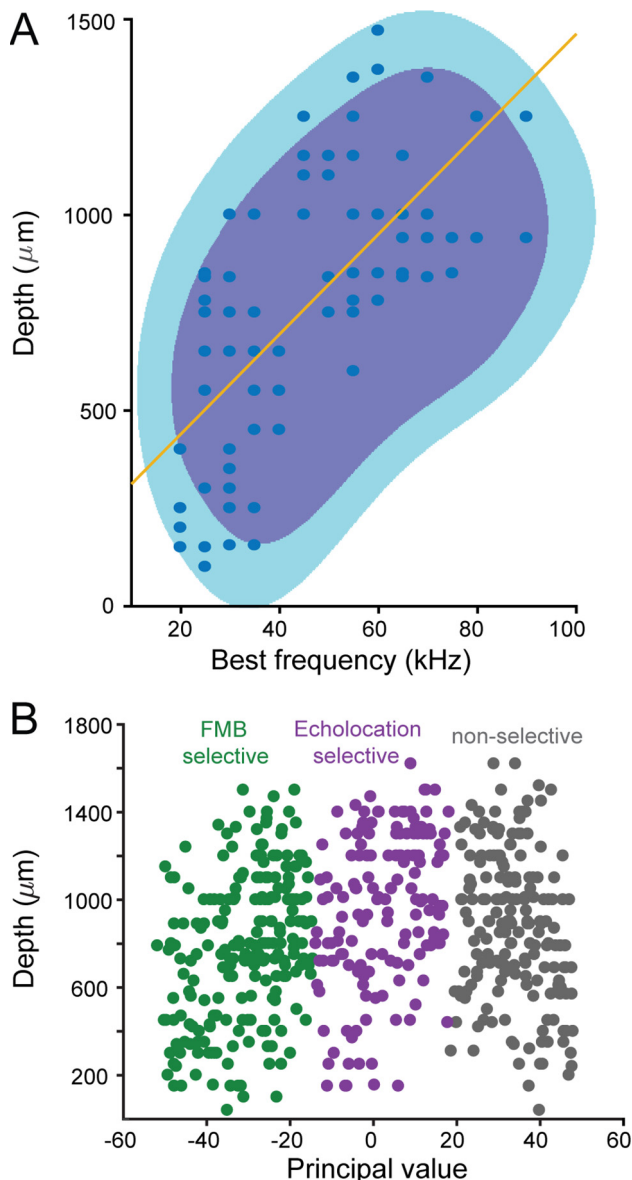 A
1500
1000
500
0
Depth (μm)
20 40 60 80 100
Best frequency (kHz)
B
1800
1400
1000
600
200
Depth (μm)
FMB
selective
Echolocation
selective
non-selective
-60 -40 -20 0 20 40 60
Principal value